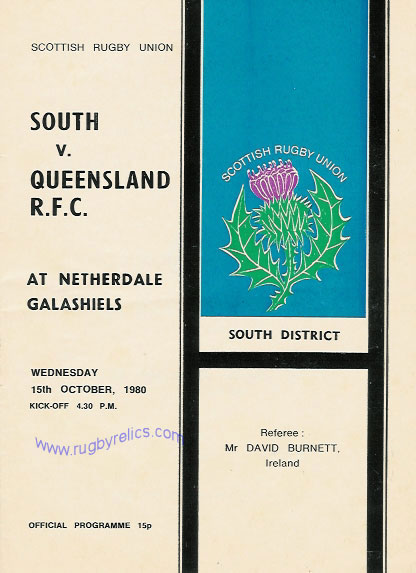 SCOTTISH RUGBY UNION
SOUTH
v.
QUEENSLAND
R.F.C.
AT NETHERDALE
GALASHIELS
WEDNESDAY
15th OCTOBER, 1980
KICK-OFF 4.30 P.M.
www.rugbyrelics.com
OFFICIAL PROGRAMME 15p
SCOTTISH RUGBY UNION
SOUTH DISTRICT
Referee :
Mr DAVID BURNETT,
Ireland